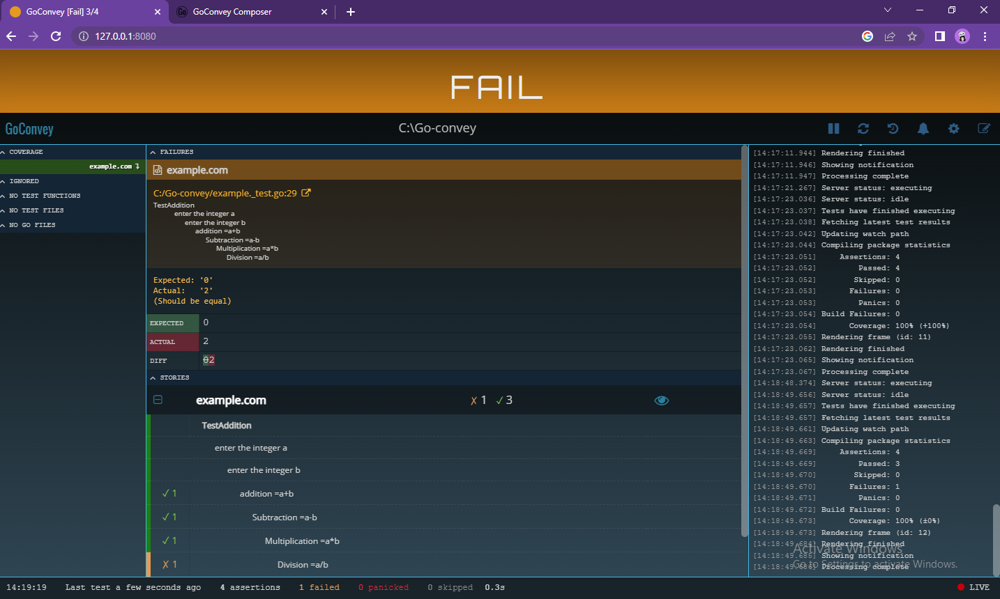 GoConvey [Fail] 3/4
GoConvey Composer
127.0.0.1:8080
FAIL
GoConvey
C:\Go-convey
COVERAGE
example.com
IGNORED
NO TEST FUNCTIONS
NO TEST FILES
NO GO FILES
FAILURES
example.com
C:/Go-convey/example._test.go:29
TestAddition
enter the integer a
enter the integer b
addition =a+b
Subtraction =a-b
Multiplication =a*b
Division =a/b
Expected: '0'
Actual: '2'
(Should be equal)
EXPECTED 0
ACTUAL 2
DIFF 02
STORIES
example.com ✗ 1 ✓ 3
TestAddition
enter the integer a
enter the integer b
✓ 1 addition =a+b
✓ 1 Subtraction =a-b
✓ 1 Multiplication =a*b
✗ 1 Division =a/b
[14:17:11.944] Rendering finished
[14:17:11.946] Showing notification
[14:17:11.947] Processing complete
[14:17:21.267] Server status: executing
[14:17:23.036] Server status: idle
[14:17:23.037] Tests have finished executing
[14:17:23.038] Fetching latest test results
[14:17:23.042] Updating watch path
[14:17:23.044] Compiling package statistics
[14:17:23.051] Assertions: 4
[14:17:23.052] Passed: 4
[14:17:23.052] Skipped: 0
[14:17:23.053] Failures: 0
[14:17:23.053] Panics: 0
[14:17:23.054] Build Failures: 0
[14:17:23.054] Coverage: 100% (+100%)
[14:17:23.055] Rendering frame (id: 11)
[14:17:23.062] Rendering finished
[14:17:23.065] Showing notification
[14:17:23.067] Processing complete
[14:18:48.374] Server status: executing
[14:18:49.656] Server status: idle
[14:18:49.657] Tests have finished executing
[14:18:49.657] Fetching latest test results
[14:18:49.661] Updating watch path
[14:18:49.663] Compiling package statistics
[14:18:49.669] Assertions: 4
[14:18:49.669] Passed: 3
[14:18:49.670] Skipped: 0
[14:18:49.670] Failures: 1
[14:18:49.671] Panics: 0
[14:18:49.672] Build Failures: 0
[14:18:49.673] Coverage: 100% (±0%)
[14:18:49.673] Rendering frame (id: 12)
[14:18:49.684] Rendering finished
[14:18:49.685] Showing notification
[14:18:49.686] Processing complete
Activate Windows
Go to Settings to activate Windows.
14:19:19 Last test a few seconds ago 4 assertions 1 failed 0 panicked 0 skipped 0.3s
LIVE